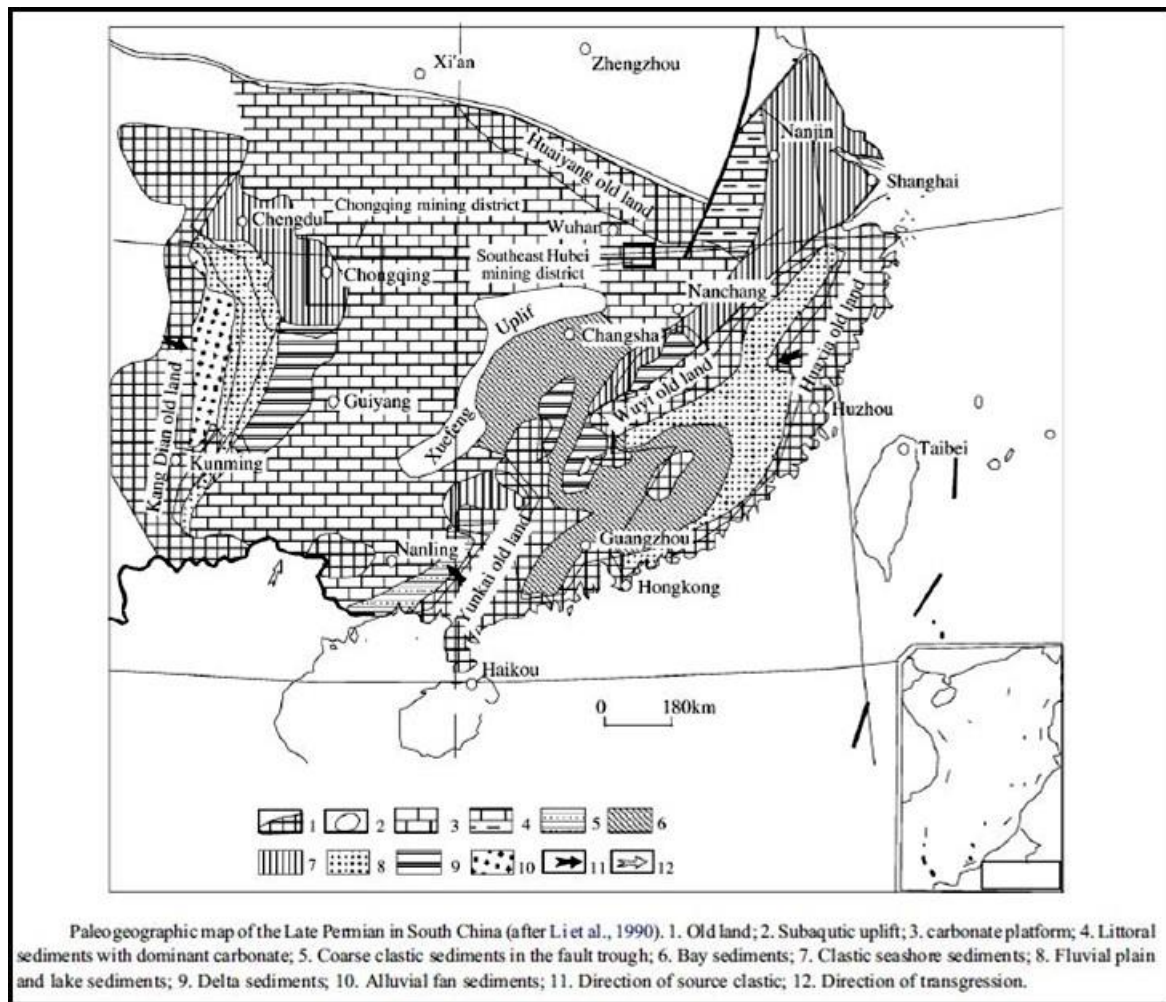 Xi'an
Zhengzhou
Nanjin
Huaiyang old land
Shanghai
Chongqing mining district
Chengdu
Wuhan
Southeast Hubei
mining district
Chongqing
Nanchang
Uplif
Changsha
Huaxia old land
Wuyi old land
Guiyang
Huzhou
Xuefeng
Taibei
Kang Dian old land
Kunming
Guangzhou
Nanling
Yunkai old land
Hongkong
Haikou
0 180km
1 2 3 4 5 6
7 8 9 10 11 12
Paleogeographic map of the Late Permian in South China (after Li et al., 1990). 1. Old land; 2. Subaqutic uplift; 3. carbonate platform; 4. Littoral
sediments with dominant carbonate; 5. Coarse clastic sediments in the fault trough; 6. Bay sediments; 7. Clastic seashore sediments; 8. Fluvial plain
and lake sediments; 9. Delta sediments; 10. Alluvial fan sediments; 11. Direction of source clastic; 12. Direction of transgression.